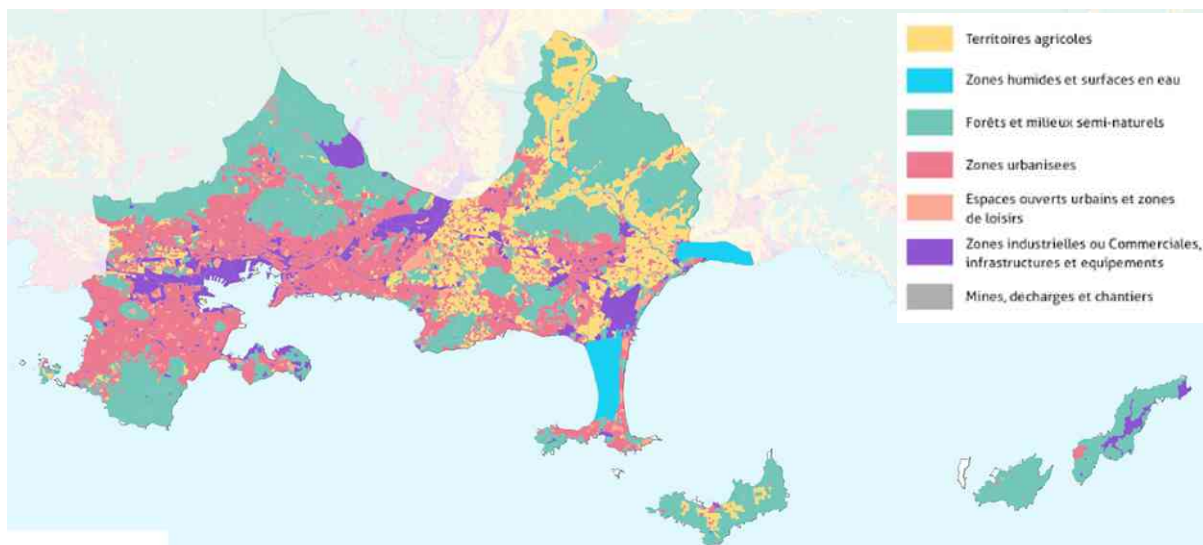 Territoires agricoles
Zones humides et surfaces en eau
Forêts et milieux semi-naturels
Zones urbanisees
Espaces ouverts urbains et zones
de loisirs
Zones industrielles ou Commerciales,
infrastructures et equipements
Mines, decharges et chantiers